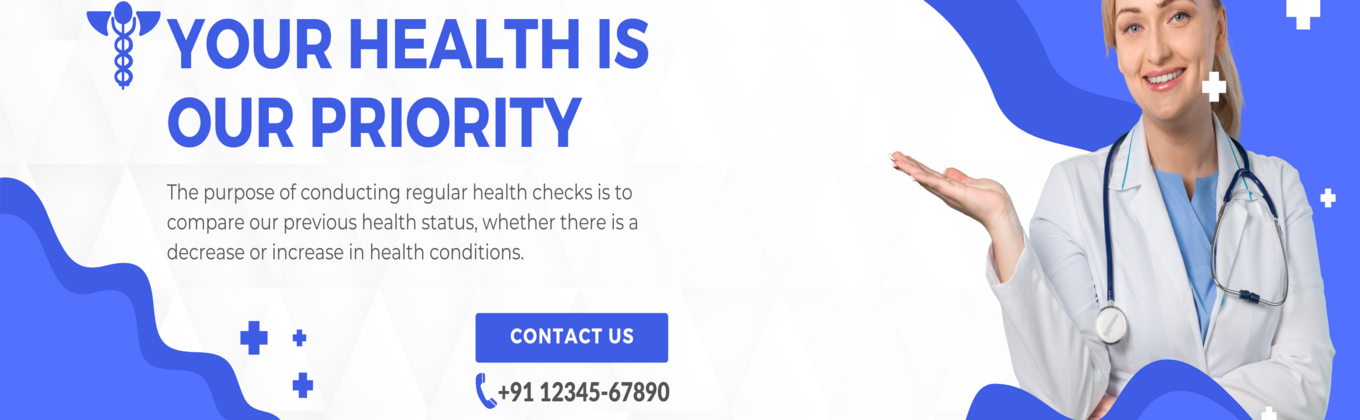 YOUR HEALTH IS
OUR PRIORITY
The purpose of conducting regular health checks is to
compare our previous health status, whether there is a
decrease or increase in health conditions.
CONTACT US
+91 12345-67890